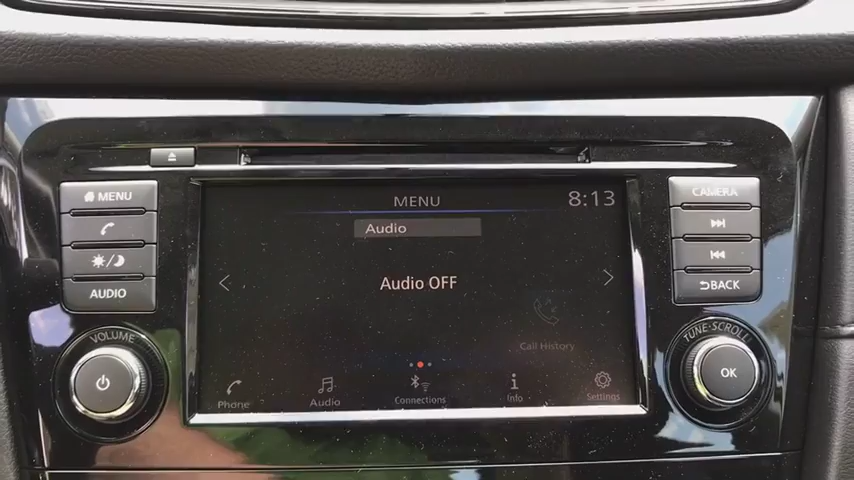 MENU
AUDIO
VOLUME
MENU
8:13
Audio
Audio OFF
Call History
Phone
Audio
Connections
Info
Settings
CAMERA
BACK
TUNE·SCROLL
OK